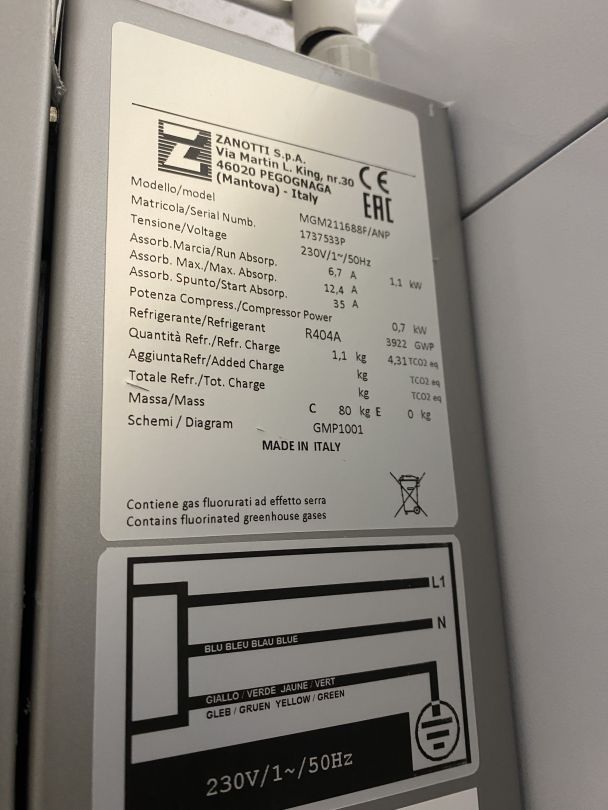 ZANOTTI S.p.A.
Via Martin L. King, nr.30
46020 PEGOGNAGA
(Mantova) - Italy
Z
CE
EAC
Modello/model MGM211688F/ANP
Matricola/Serial Numb. 1737533P
Tensione/Voltage 230V/1~/50Hz
Assorb.Marcia/Run Absorp. 6,7 A 1,1 kW
Assorb. Max./Max. Absorp. 12,4 A
Assorb. Spunto/Start Absorp. 35 A
Potenza Compress./Compressor Power 0,7 kW
Refrigerante/Refrigerant R404A 3922 GWP
Quantità Refr./Refr. Charge 1,1 kg 4,31 TCO2 eq
AggiuntaRefr/Added Charge kg TCO2 eq
Totale Refr./Tot. Charge kg TCO2 eq
Massa/Mass C 80 kg E 0 kg
Schemi / Diagram GMP1001
MADE IN ITALY
Contiene gas fluorurati ad effetto serra
Contains fluorinated greenhouse gases
L1
N
BLU BLEU BLAU BLUE
GIALLO / VERDE JAUNE / VERT
GLEB / GRUEN YELLOW / GREEN
230V/1~/50Hz